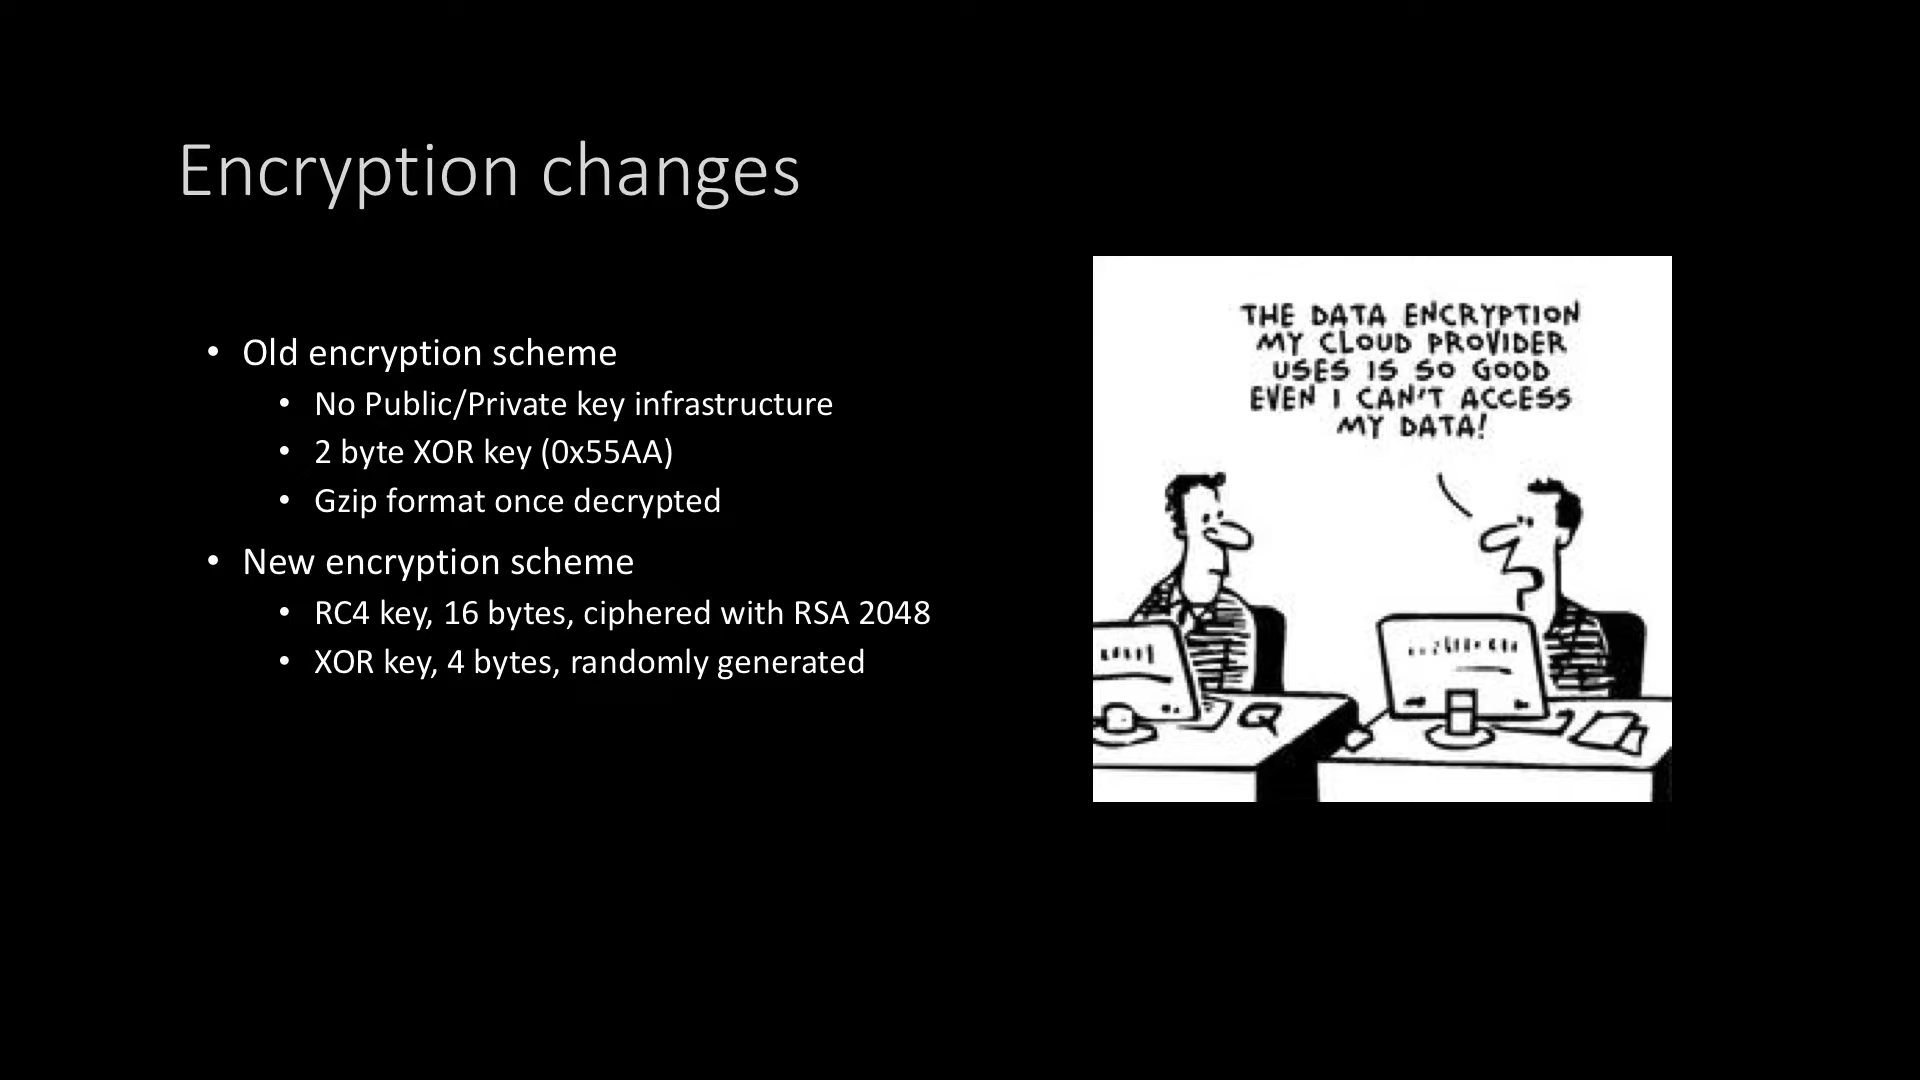 Encryption changes
• Old encryption scheme
• No Public/Private key infrastructure
• 2 byte XOR key (0x55AA)
• Gzip format once decrypted
• New encryption scheme
• RC4 key, 16 bytes, ciphered with RSA 2048
• XOR key, 4 bytes, randomly generated
THE DATA ENCRYPTION
MY CLOUD PROVIDER
USES IS SO GOOD
EVEN I CAN'T ACCESS
MY DATA!